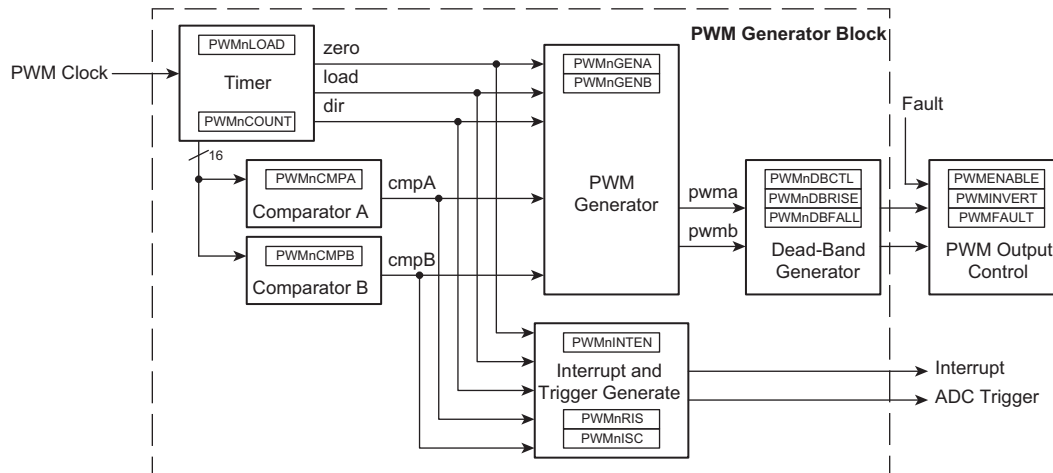 PWM Generator Block
PWM Clock
PWMnLOAD
Timer
PWMnCOUNT
zero
load
dir
16
PWMnCMPA
Comparator A
cmpA
PWMnCMPB
Comparator B
cmpB
PWMnGENA
PWMnGENB
PWM
Generator
pwma
pwmb
PWMnDBCTL
PWMnDBRISE
PWMnDBFALL
Dead-Band
Generator
Fault
PWMENABLE
PWMINVERT
PWMFAULT
PWM Output
Control
PWMnINTEN
Interrupt and
Trigger Generate
PWMnRIS
PWMnISC
Interrupt
ADC Trigger